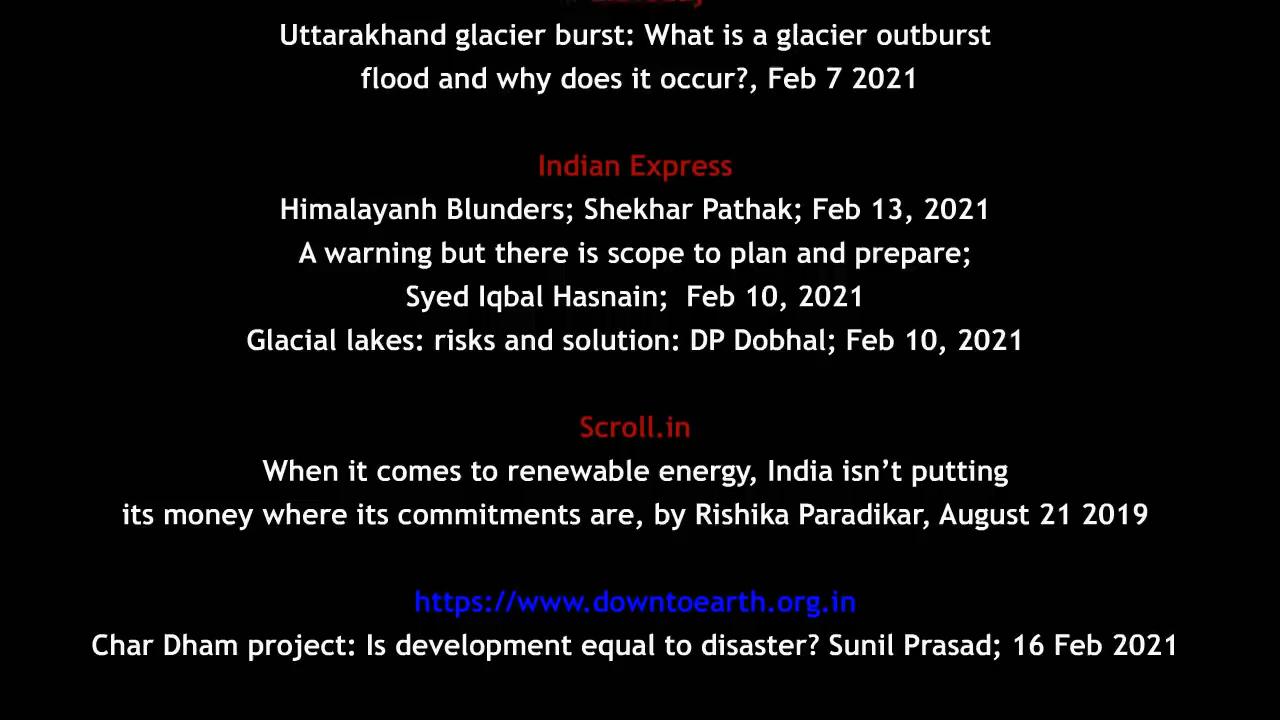 Uttarakhand glacier burst: What is a glacier outburst
flood and why does it occur?, Feb 7 2021
Indian Express
Himalayanh Blunders; Shekhar Pathak; Feb 13, 2021
A warning but there is scope to plan and prepare;
Syed Iqbal Hasnain;  Feb 10, 2021
Glacial lakes: risks and solution: DP Dobhal; Feb 10, 2021
Scroll.in
When it comes to renewable energy, India isn’t putting
its money where its commitments are, by Rishika Paradikar, August 21 2019
https://www.downtoearth.org.in
Char Dham project: Is development equal to disaster? Sunil Prasad; 16 Feb 2021